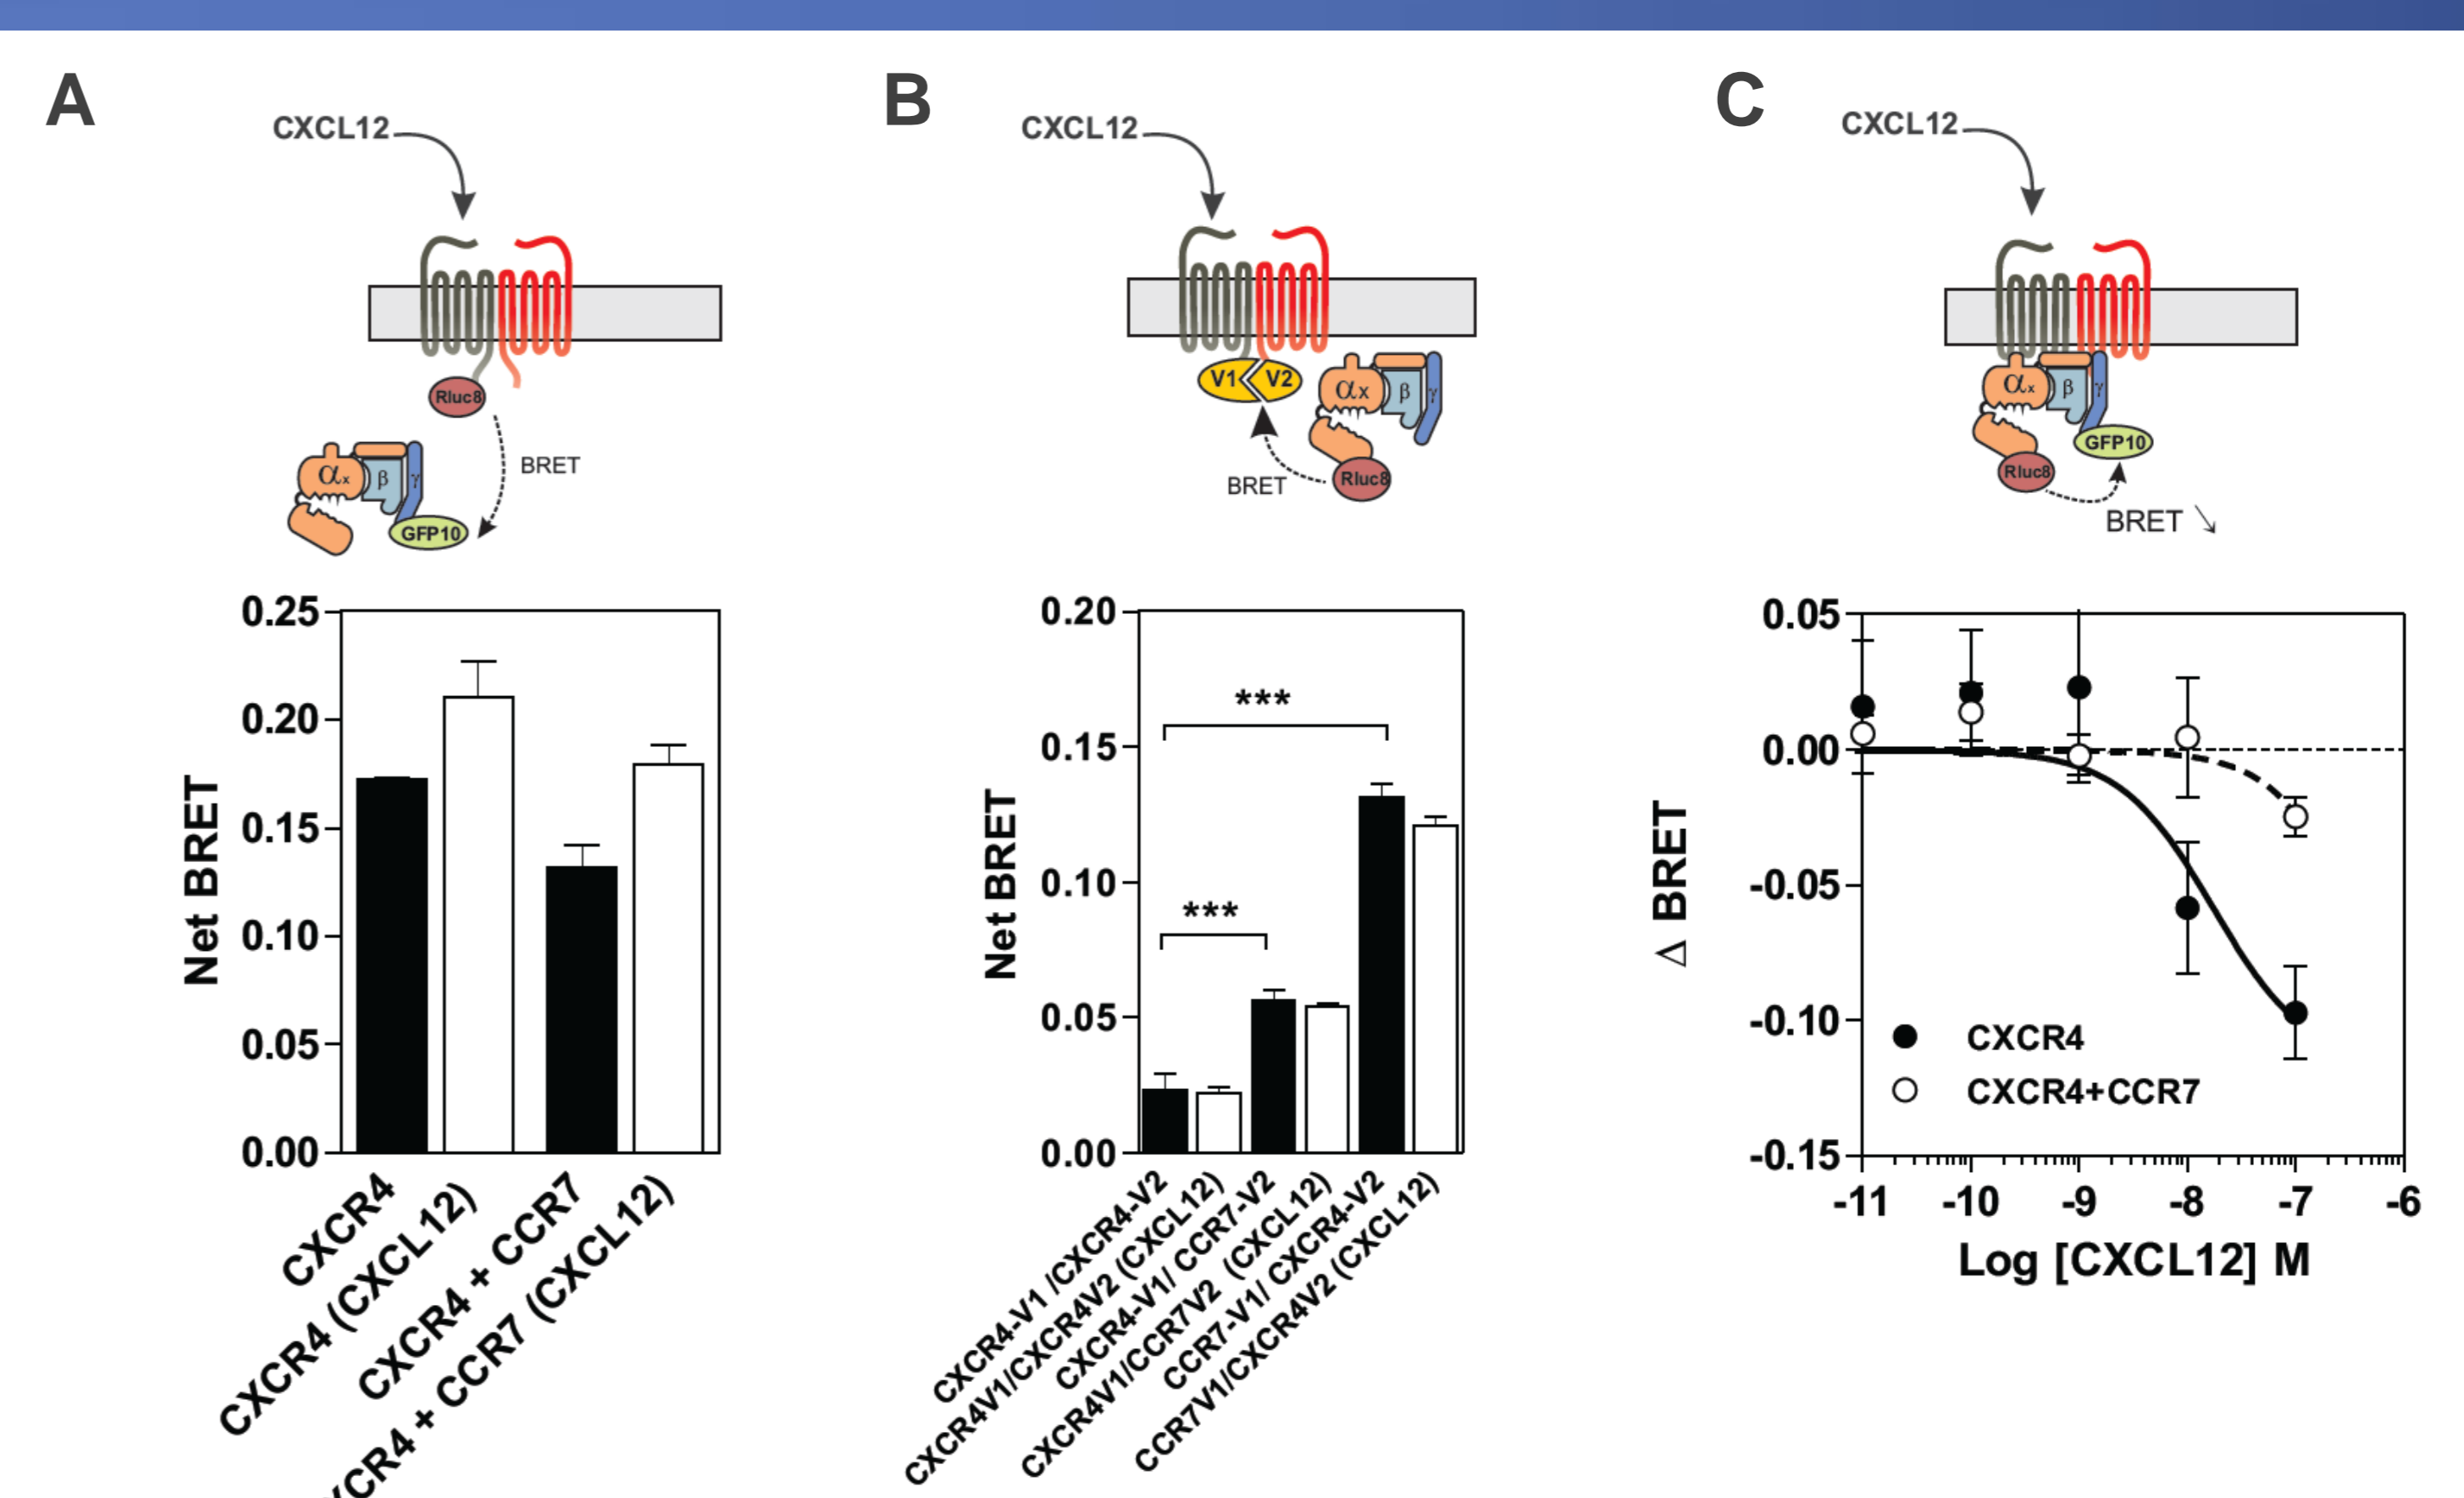 A
CXCL12
Rluc8
BRET
αx β γ
GFP10
0.25
0.20
0.15
0.10
0.05
0.00
Net BRET
CXCR4
CXCR4 (CXCL12)
CXCR4 + CCR7
XCR4 + CCR7 (CXCL12)
B
CXCL12
V1 V2
αx β γ
BRET
Rluc8
0.20
0.15
0.10
0.05
0.00
Net BRET
***
***
CXCR4-V1 /CXCR4-V2
CXCR4V1/CXCR4V2 (CXCL12)
CXCR4-V1/ CCR7-V2
CXCR4V1/CCR7V2 (CXCL12)
CCR7-V1/ CXCR4-V2
CCR7V1/CXCR4V2 (CXCL12)
C
CXCL12
αx β γ
GFP10
Rluc8
BRET ↘
0.05
0.00
-0.05
-0.10
-0.15
Δ BRET
CXCR4
CXCR4+CCR7
-11 -10 -9 -8 -7 -6
Log [CXCL12] M